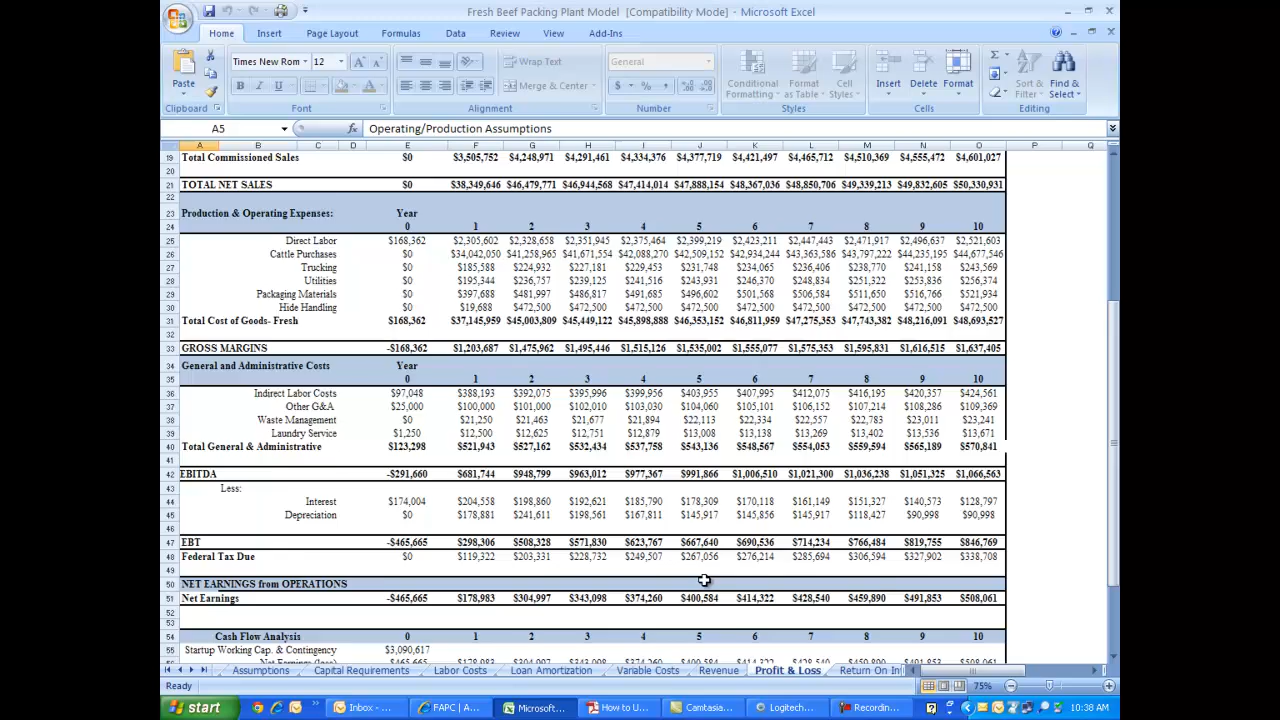 Fresh Beef Packing Plant Model [Compatibility Mode] - Microsoft Excel
Home Insert Page Layout Formulas Data Review View Add-Ins
Times New Rom 12 Wrap Text General
Paste B I U Merge & Center $ % , Conditional Formatting Format as Table Cell Styles Insert Delete Format Sort & Filter Find & Select
Clipboard Font Alignment Number Styles Cells Editing
A5 fx Operating/Production Assumptions
A B C D E F G H I J K L M N O P Q
19 Total Commissioned Sales $0 $3,505,752 $4,248,971 $4,291,461 $4,334,376 $4,377,719 $4,421,497 $4,465,712 $4,510,369 $4,555,472 $4,601,027
20
21 TOTAL NET SALES $0 $38,349,646 $46,479,771 $46,944,568 $47,414,014 $47,888,154 $48,367,036 $48,850,706 $49,339,213 $49,832,605 $50,330,931
22
23 Production & Operating Expenses: Year
24 0 1 2 3 4 5 6 7 8 9 10
25 Direct Labor $168,362 $2,305,602 $2,328,658 $2,351,945 $2,375,464 $2,399,219 $2,423,211 $2,447,443 $2,471,917 $2,496,637 $2,521,603
26 Cattle Purchases $0 $34,042,050 $41,258,965 $41,671,554 $42,088,270 $42,509,152 $42,934,244 $43,363,586 $43,797,222 $44,235,195 $44,677,546
27 Trucking $0 $185,588 $224,932 $227,181 $229,453 $231,748 $234,065 $236,406 $238,770 $241,158 $243,569
28 Utilities $0 $195,344 $236,757 $239,125 $241,516 $243,931 $246,370 $248,834 $251,322 $253,836 $256,374
29 Packaging Materials $0 $397,688 $481,997 $486,817 $491,685 $496,602 $501,568 $506,584 $511,650 $516,766 $521,934
30 Hide Handling $0 $19,688 $472,500 $472,500 $472,500 $472,500 $472,500 $472,500 $472,500 $472,500 $472,500
31 Total Cost of Goods- Fresh $168,362 $37,145,959 $45,003,809 $45,449,122 $45,898,888 $46,353,152 $46,811,959 $47,275,353 $47,743,382 $48,216,091 $48,693,527
32
33 GROSS MARGINS -$168,362 $1,203,687 $1,475,962 $1,495,446 $1,515,126 $1,535,002 $1,555,077 $1,575,353 $1,595,831 $1,616,515 $1,637,405
34 General and Administrative Costs Year
35 0 1 2 3 4 5 6 7 8 9 10
36 Indirect Labor Costs $97,048 $388,193 $392,075 $395,996 $399,956 $403,955 $407,995 $412,075 $416,195 $420,357 $424,561
37 Other G&A $25,000 $100,000 $101,000 $102,010 $103,030 $104,060 $105,101 $106,152 $107,214 $108,286 $109,369
38 Waste Management $0 $21,250 $21,463 $21,677 $21,894 $22,113 $22,334 $22,557 $22,783 $23,011 $23,241
39 Laundry Service $1,250 $12,500 $12,625 $12,751 $12,879 $13,008 $13,138 $13,269 $13,402 $13,536 $13,671
40 Total General & Administrative $123,298 $521,943 $527,162 $532,434 $537,758 $543,136 $548,567 $554,053 $559,594 $565,189 $570,841
41
42 EBITDA -$291,660 $681,744 $948,799 $963,012 $977,367 $991,866 $1,006,510 $1,021,300 $1,036,238 $1,051,325 $1,066,563
43 Less:
44 Interest $174,004 $204,558 $198,860 $192,621 $185,790 $178,309 $170,118 $161,149 $151,327 $140,573 $128,797
45 Depreciation $0 $178,881 $241,611 $198,561 $167,811 $145,917 $145,856 $145,917 $118,427 $90,998 $90,998
46
47 EBT -$465,665 $298,306 $508,328 $571,830 $623,767 $667,640 $690,536 $714,234 $766,484 $819,755 $846,769
48 Federal Tax Due $0 $119,322 $203,331 $228,732 $249,507 $267,056 $276,214 $285,694 $306,594 $327,902 $338,708
49
50 NET EARNINGS from OPERATIONS
51 Net Earnings -$465,665 $178,983 $304,997 $343,098 $374,260 $400,584 $414,322 $428,540 $459,890 $491,853 $508,061
52
53
54 Cash Flow Analysis 0 1 2 3 4 5 6 7 8 9 10
55 Startup Working Cap. & Contingency $3,090,617
Assumptions Capital Requirements Labor Costs Loan Amortization Variable Costs Revenue Profit & Loss Return On In
Ready 75%
start Inbox - ... FAPC | A... Microsoft... How to U... Camtasia... Logitech... Recordin... 10:38 AM